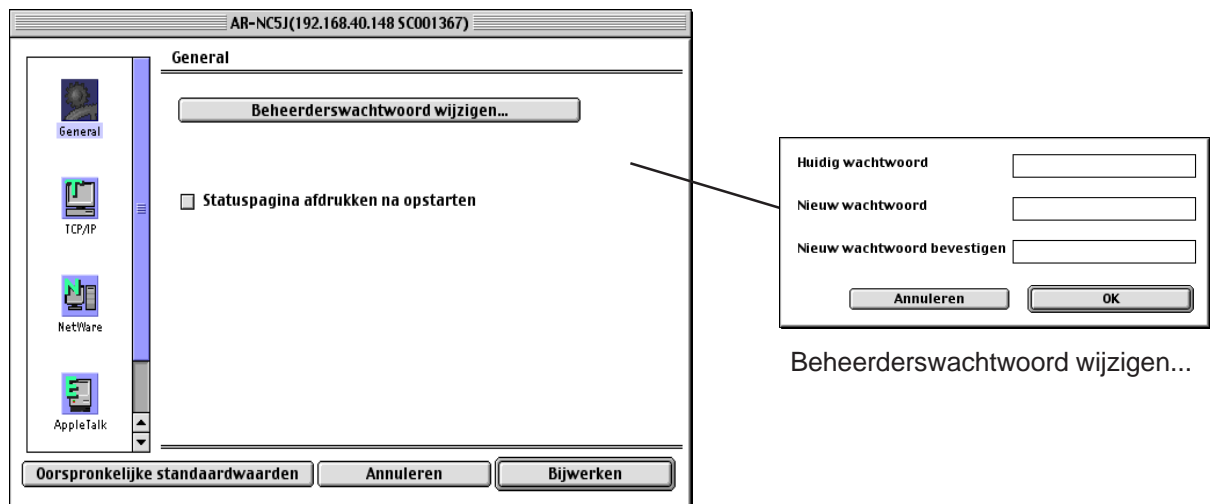 AR-NC5J(192.168.40.148 SC001367)
General
General
TCP/IP
NetWare
AppleTalk
Beheerderswachtwoord wijzigen...
Statuspagina afdrukken na opstarten
Oorspronkelijke standaardwaarden
Annuleren
Bijwerken
Huidig wachtwoord
Nieuw wachtwoord
Nieuw wachtwoord bevestigen
Annuleren
OK
Beheerderswachtwoord wijzigen...